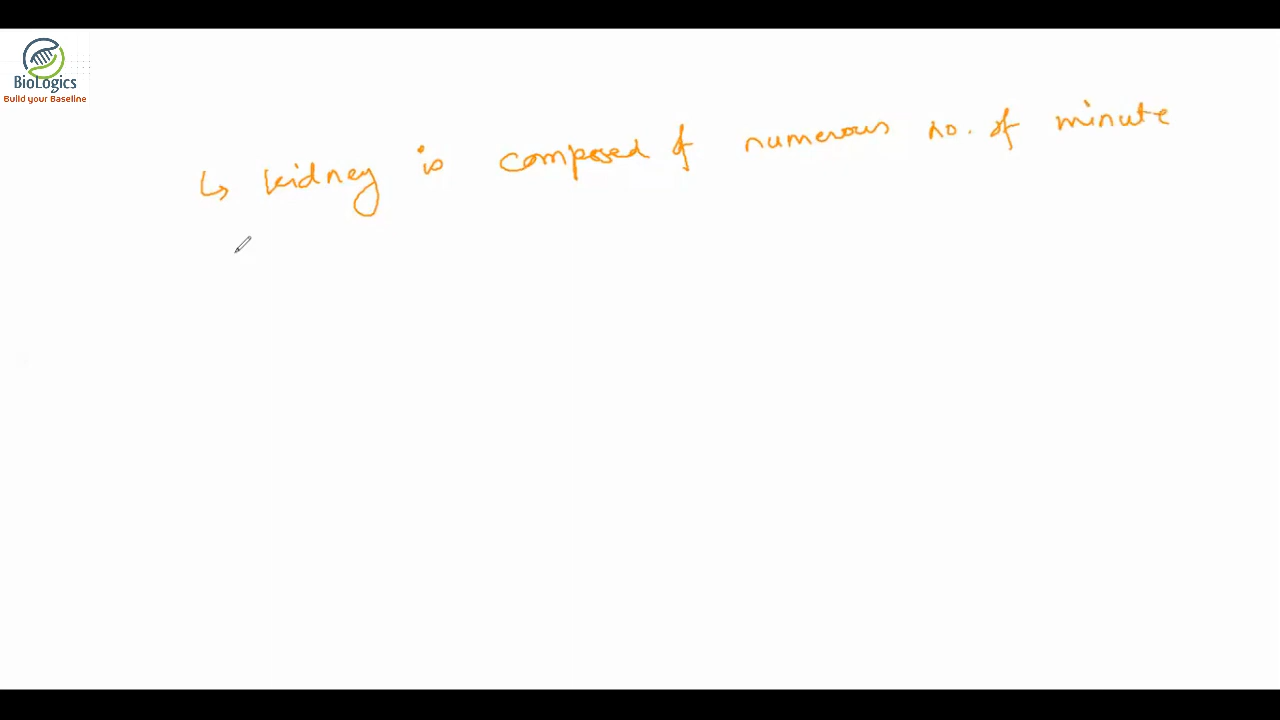 BioLogics
Build your Baseline
↳ kidney is composed of numerous no. of minute